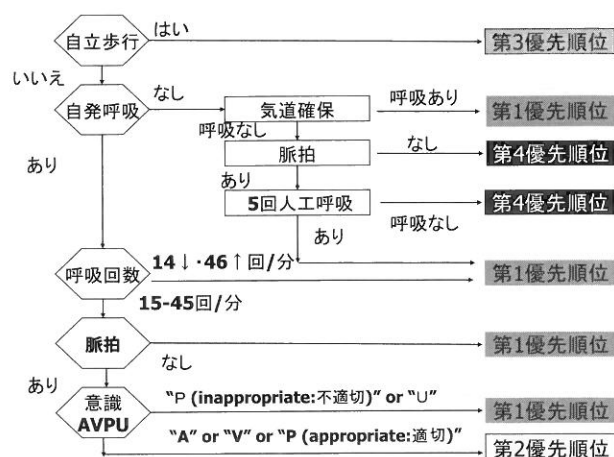 自立歩行
はい
第3優先順位
いいえ
自発呼吸
なし
気道確保
呼吸あり
第1優先順位
呼吸なし
脈拍
なし
第4優先順位
あり
あり
5回人工呼吸
呼吸なし
第4優先順位
あり
呼吸回数
14↓・46↑回/分
第1優先順位
15-45回/分
脈拍
なし
第1優先順位
あり
意識
AVPU
“P (inappropriate:不適切)” or “U”
第1優先順位
“A” or “V” or “P (appropriate:適切)”
第2優先順位